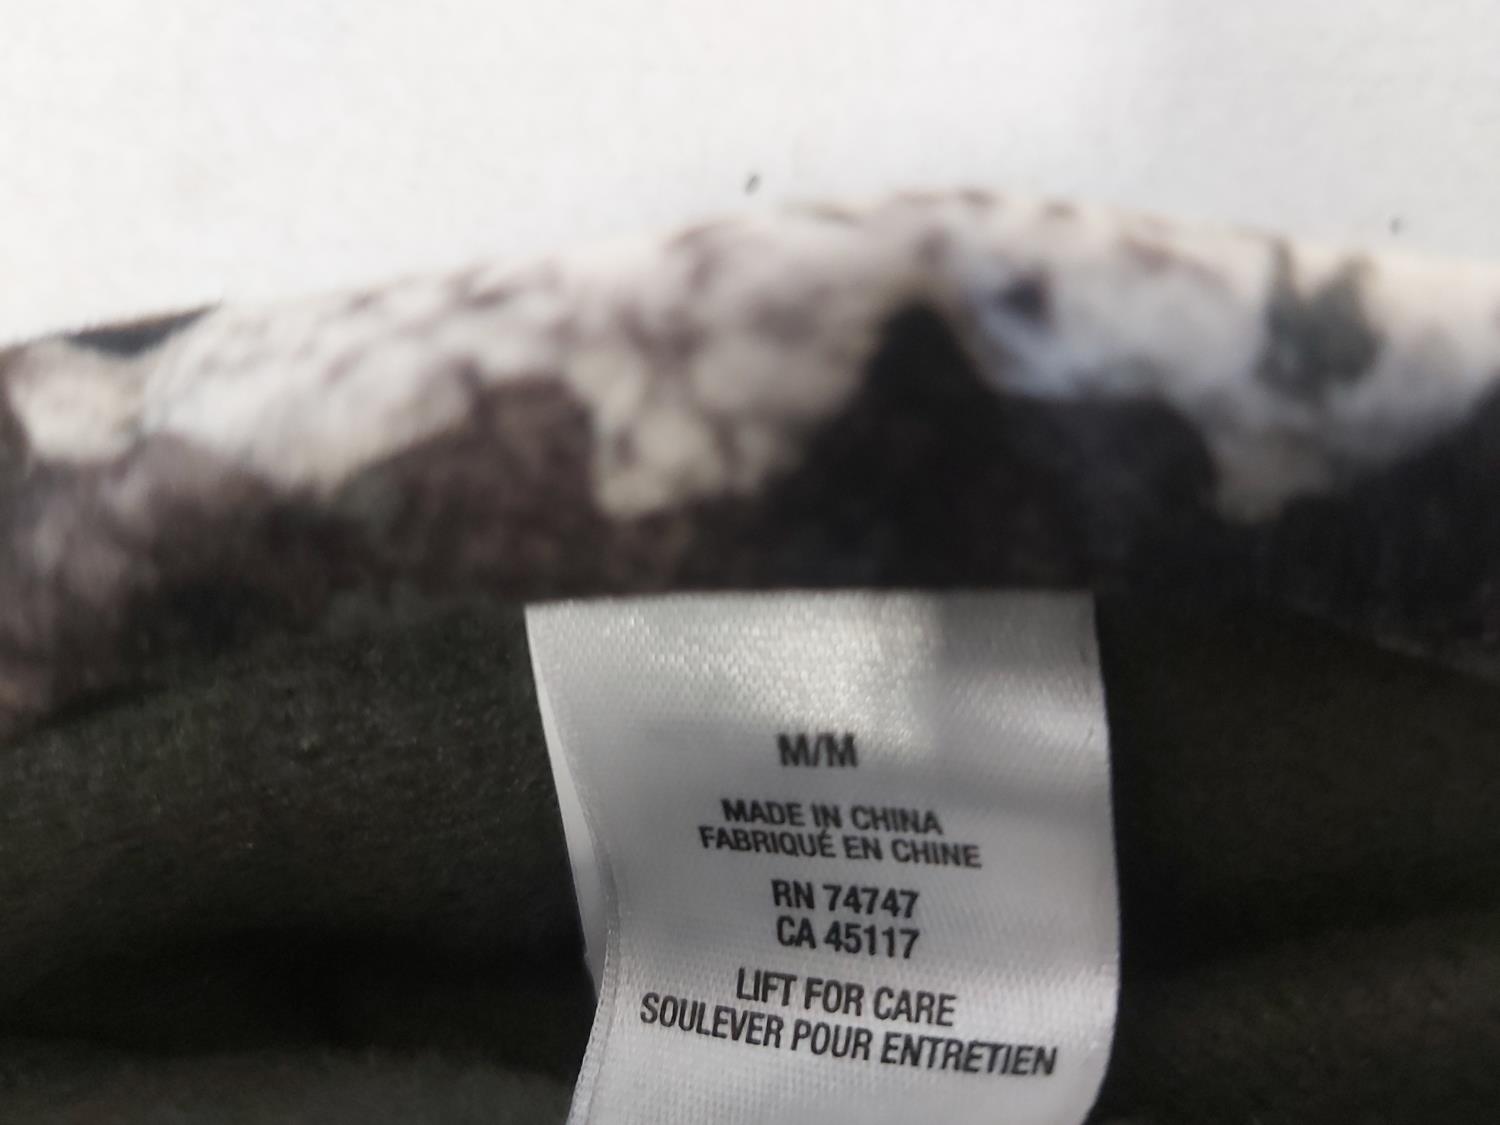 M/M
MADE IN CHINA
FABRIQUÉ EN CHINE
RN 74747
CA 45117
LIFT FOR CARE
SOULEVER POUR ENTRETIEN